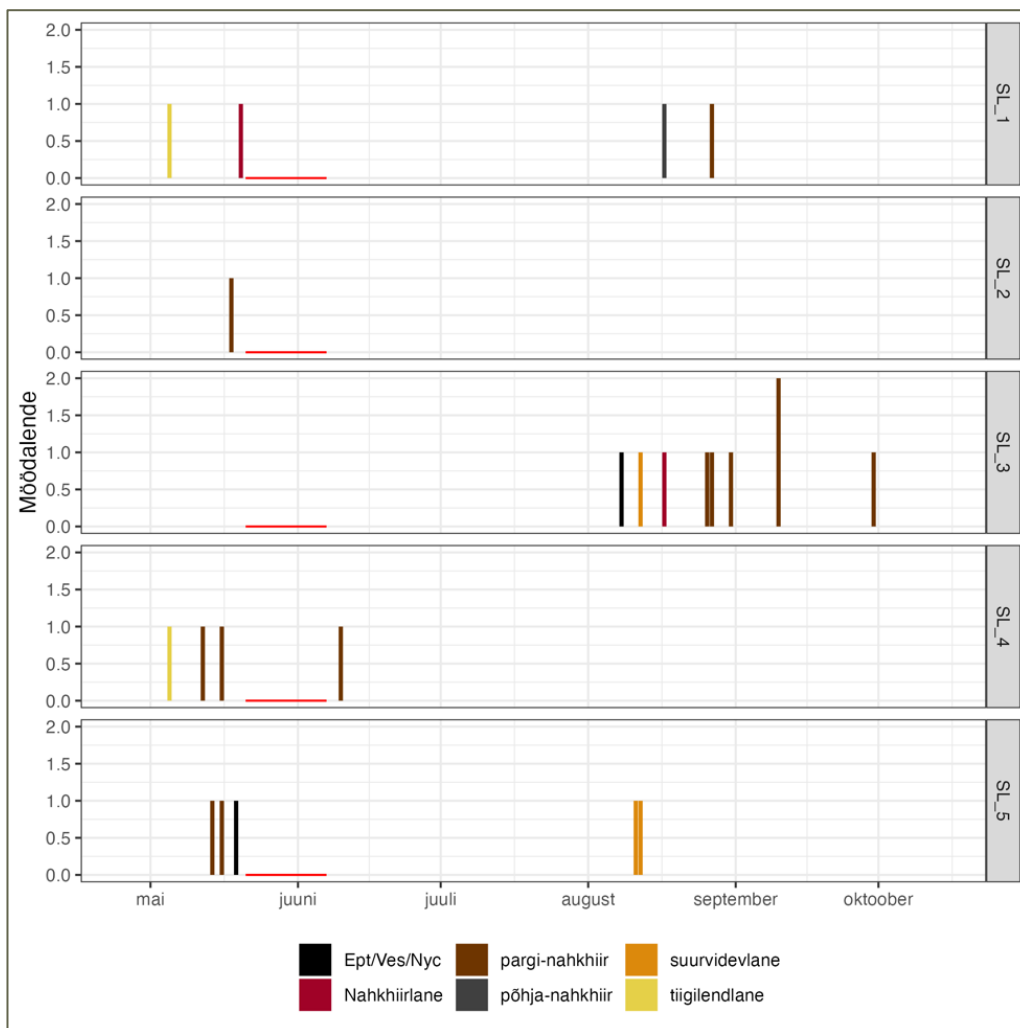 2.0
1.5
1.0
0.5
0.0
SL_1
2.0
1.5
1.0
0.5
0.0
SL_2
2.0
1.5
1.0
0.5
0.0
SL_3
2.0
1.5
1.0
0.5
0.0
SL_4
2.0
1.5
1.0
0.5
0.0
SL_5
Möödalende
mai juuni juuli august september oktoober
Ept/Ves/Nyc pargi-nahkhiir suurvidevlane
Nahkhiirlane põhja-nahkhiir tiigilendlane